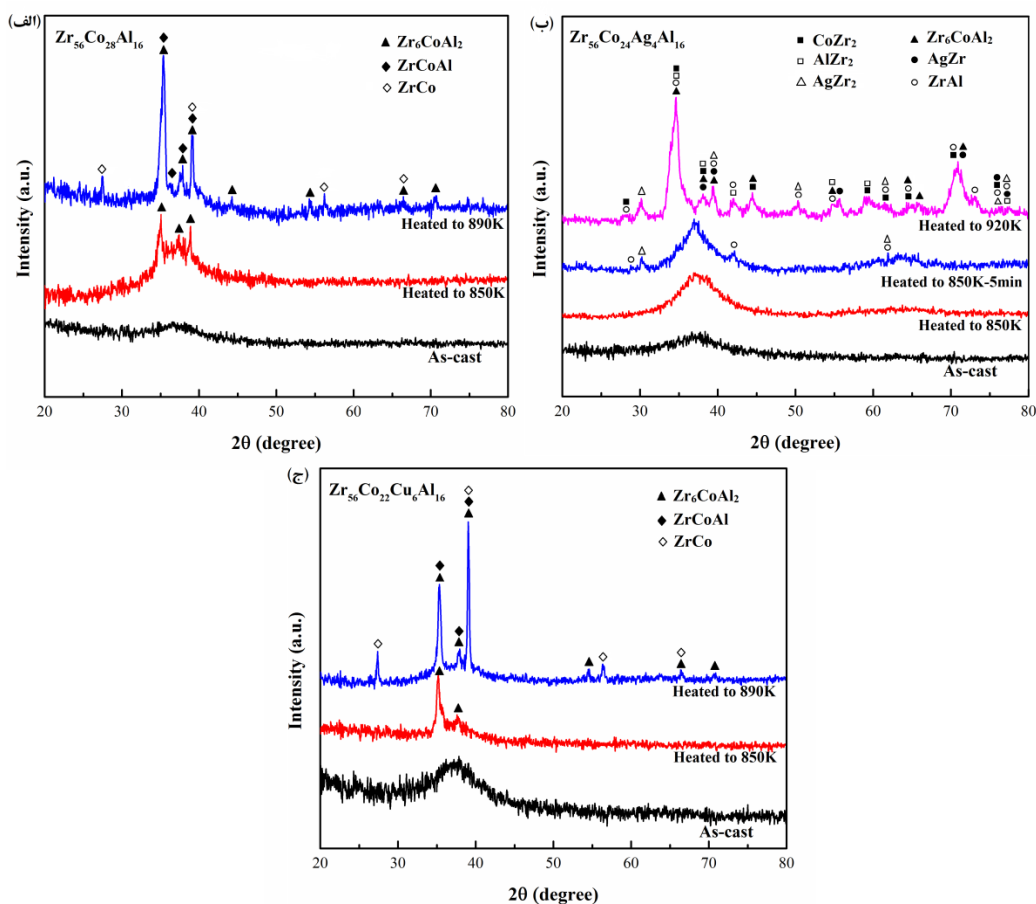 (الف)
Zr₅₆Co₂₈Al₁₆
▲ Zr₆CoAl₂
◆ ZrCoAl
◇ ZrCo
Intensity (a.u.)
Heated to 890K
Heated to 850K
As-cast
20 30 40 50 60 70 80
2θ (degree)
(ب)
Zr₅₆Co₂₄Ag₄Al₁₆
■ CoZr₂ ▲ Zr₆CoAl₂
□ AlZr₂ ● AgZr
△ AgZr₂ ○ ZrAl
Intensity (a.u.)
Heated to 920K
Heated to 850K-5min
Heated to 850K
As-cast
20 30 40 50 60 70 80
2θ (degree)
(ج)
Zr₅₆Co₂₂Cu₆Al₁₆
▲ Zr₆CoAl₂
◆ ZrCoAl
◇ ZrCo
Intensity (a.u.)
Heated to 890K
Heated to 850K
As-cast
20 30 40 50 60 70 80
2θ (degree)